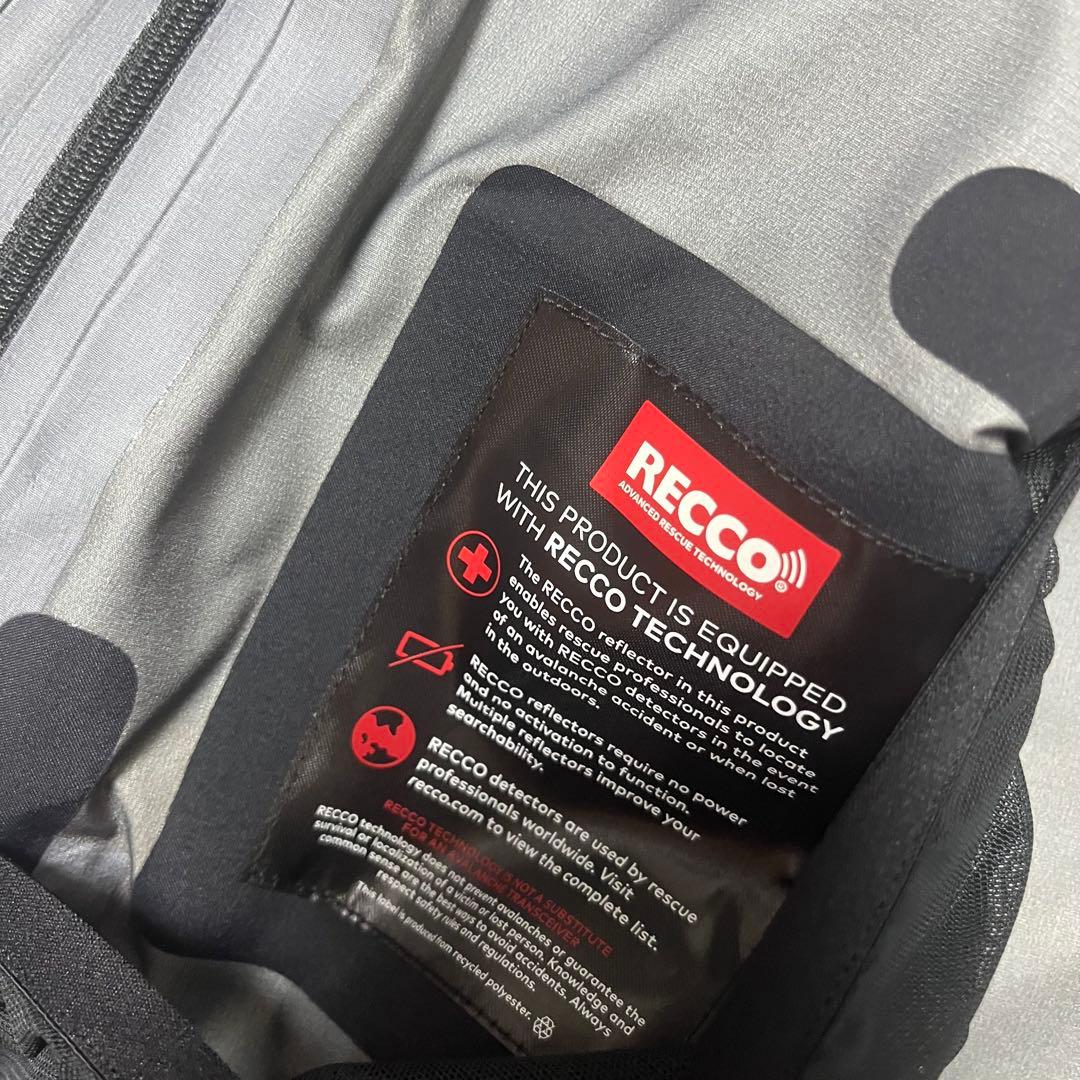 RECCO®
ADVANCED RESCUE TECHNOLOGY
THIS PRODUCT IS EQUIPPED
WITH RECCO TECHNOLOGY
The RECCO reflector in this product
enables rescue professionals to locate
you with RECCO detectors in the event
of an avalanche accident or when lost
in the outdoors.
RECCO reflectors require no power
and no activation to function.
Multiple reflectors improve your
searchability.
RECCO detectors are used by rescue
professionals worldwide. Visit
recco.com to view the complete list.
RECCO TECHNOLOGY IS NOT A SUBSTITUTE
FOR AN AVALANCHE TRANSCEIVER
RECCO technology does not prevent avalanches or guarantee the
survival or localization of a victim or lost person. Knowledge and
common sense are the best ways to avoid accidents. Always
respect safety rules and regulations.
This label is produced from recycled polyester.